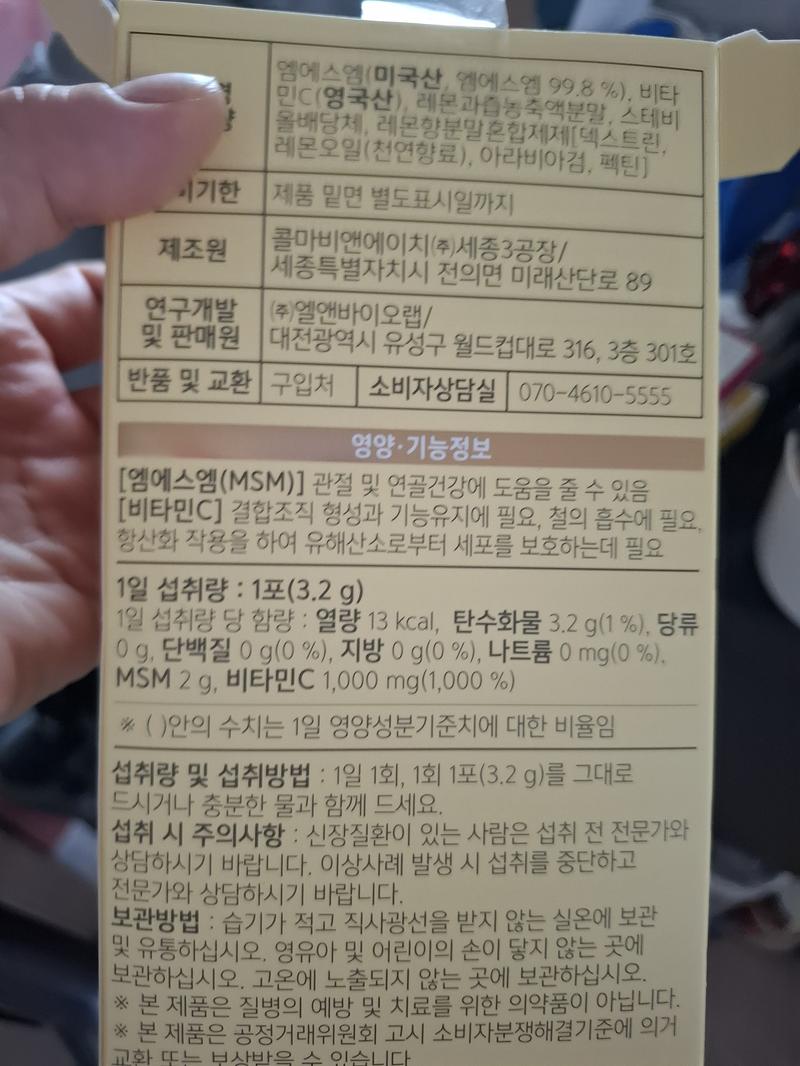 엠에스엠(미국산, 엠에스엠 99.8 %), 비타
민C(영국산), 레몬과즙농축액분말, 스테비
올배당체, 레몬향분말혼합제제[덱스트린,
레몬오일(천연향료), 아라비아검, 펙틴]
비기한 제품 밑면 별도표시일까지
제조원 콜마비앤에이치(주)세종3공장/
세종특별자치시 전의면 미래산단로 89
연구개발 및 판매원 (주)엘앤바이오랩/
대전광역시 유성구 월드컵대로 316, 3층 301호
반품 및 교환 구입처 소비자상담실 070-4610-5555
영양·기능정보
[엠에스엠(MSM)] 관절 및 연골건강에 도움을 줄 수 있음
[비타민C] 결합조직 형성과 기능유지에 필요, 철의 흡수에 필요,
항산화 작용을 하여 유해산소로부터 세포를 보호하는데 필요
1일 섭취량 : 1포(3.2 g)
1일 섭취량 당 함량 : 열량 13 kcal, 탄수화물 3.2 g(1 %), 당류
0 g, 단백질 0 g(0 %), 지방 0 g(0 %), 나트륨 0 mg(0 %),
MSM 2 g, 비타민C 1,000 mg(1,000 %)
※ ( )안의 수치는 1일 영양성분기준치에 대한 비율임
섭취량 및 섭취방법 : 1일 1회, 1회 1포(3.2 g)를 그대로
드시거나 충분한 물과 함께 드세요.
섭취 시 주의사항 : 신장질환이 있는 사람은 섭취 전 전문가와
상담하시기 바랍니다. 이상사례 발생 시 섭취를 중단하고
전문가와 상담하시기 바랍니다.
보관방법 : 습기가 적고 직사광선을 받지 않는 실온에 보관
및 유통하십시오. 영유아 및 어린이의 손이 닿지 않는 곳에
보관하십시오. 고온에 노출되지 않는 곳에 보관하십시오.
※ 본 제품은 질병의 예방 및 치료를 위한 의약품이 아닙니다.
※ 본 제품은 공정거래위원회 고시 소비자분쟁해결기준에 의거
교환 또는 보상받을 수 있습니다